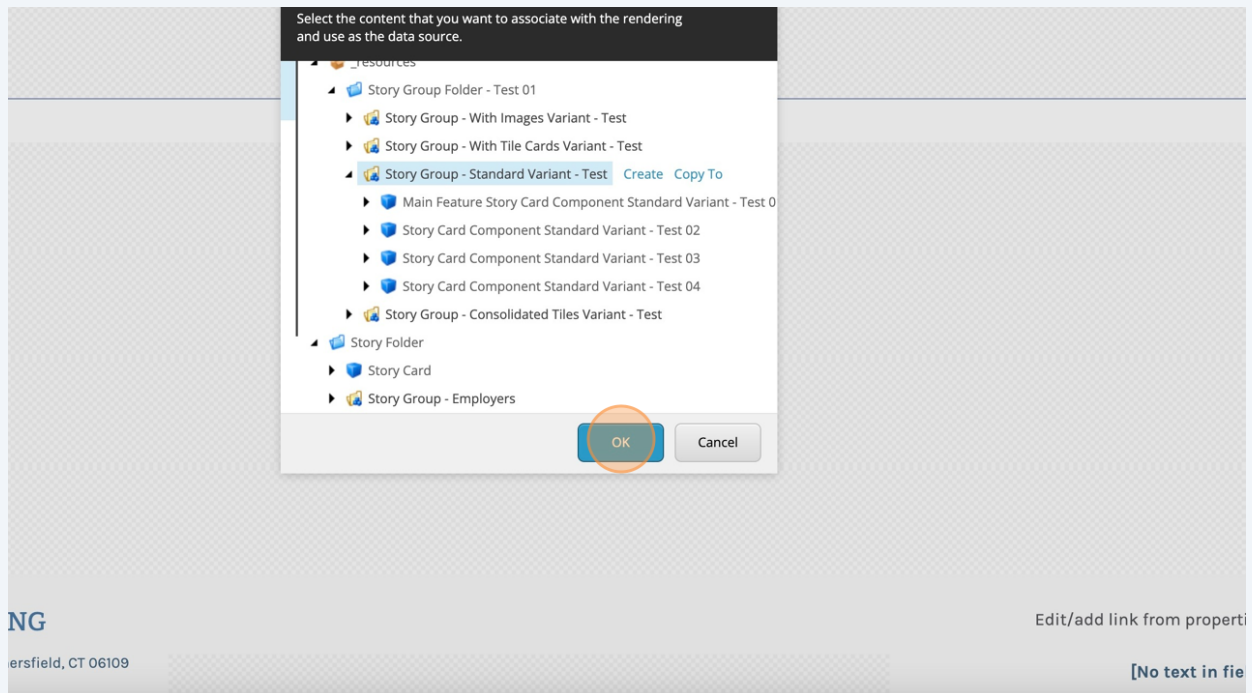 Select the content that you want to associate with the rendering
and use as the data source.
_resources
Story Group Folder - Test 01
Story Group - With Images Variant - Test
Story Group - With Tile Cards Variant - Test
Story Group - Standard Variant - Test Create Copy To
Main Feature Story Card Component Standard Variant - Test 0
Story Card Component Standard Variant - Test 02
Story Card Component Standard Variant - Test 03
Story Card Component Standard Variant - Test 04
Story Group - Consolidated Tiles Variant - Test
Story Folder
Story Card
Story Group - Employers
OK Cancel
NG
Edit/add link from properti
ersfield, CT 06109
[No text in fie